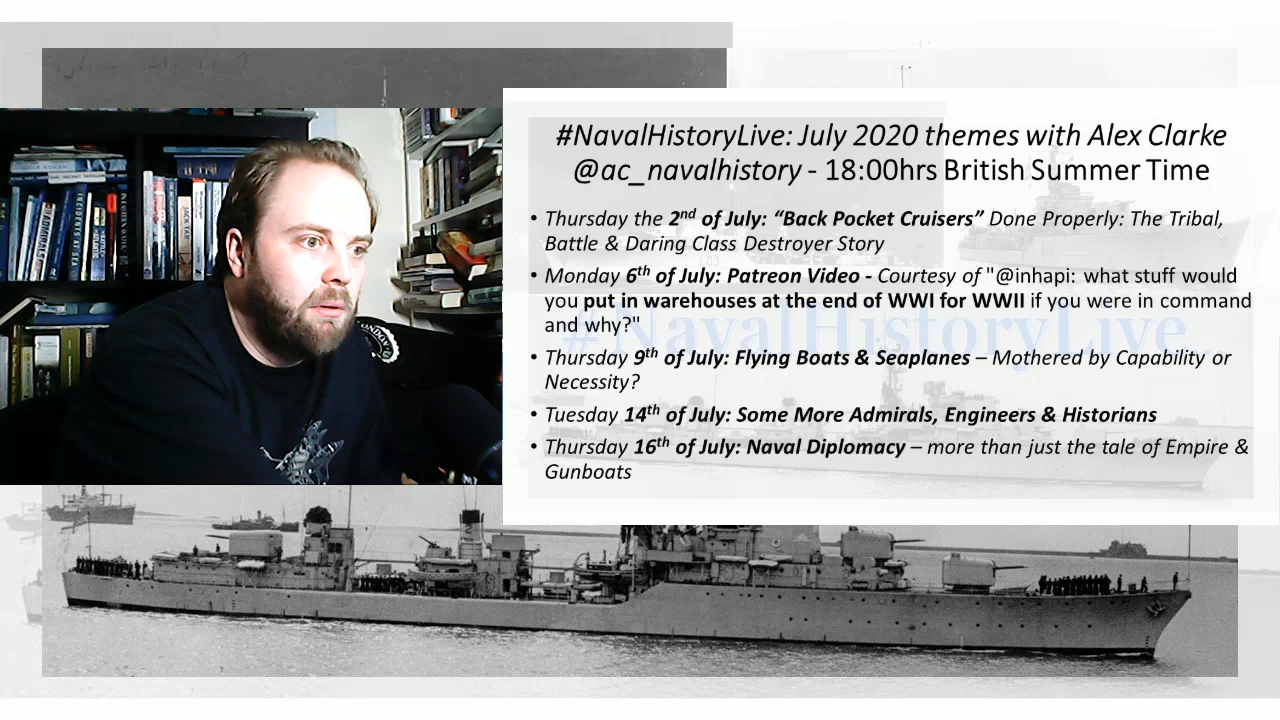 #NavalHistoryLive: July 2020 themes with Alex Clarke
@ac_navalhistory - 18:00hrs British Summer Time
• Thursday the 2nd of July: “Back Pocket Cruisers” Done Properly: The Tribal,
Battle & Daring Class Destroyer Story
• Monday 6th of July: Patreon Video - Courtesy of "@inhapi: what stuff would
you put in warehouses at the end of WWI for WWII if you were in command
and why?"
• Thursday 9th of July: Flying Boats & Seaplanes – Mothered by Capability or
Necessity?
• Tuesday 14th of July: Some More Admirals, Engineers & Historians
• Thursday 16th of July: Naval Diplomacy – more than just the tale of Empire &
Gunboats
#NavalHistoryLive
LONDON
JACK TAR